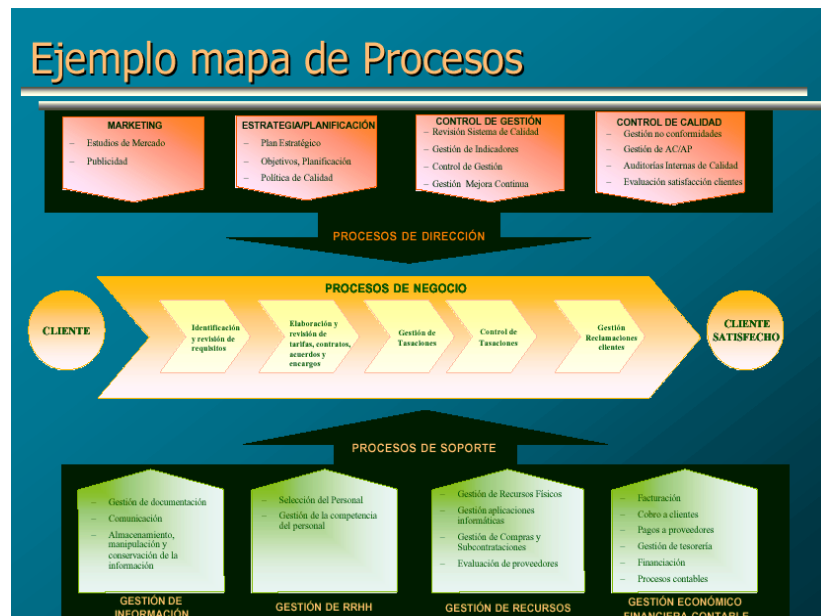 Ejemplo mapa de Procesos
MARKETING
– Estudios de Mercado
– Publicidad
ESTRATEGIA/PLANIFICACIÓN
– Plan Estratégico
– Objetivos, Planificación
– Política de Calidad
CONTROL DE GESTIÓN
– Revisión Sistema de Calidad
– Gestión de Indicadores
– Control de Gestión
– Gestión Mejora Continua
CONTROL DE CALIDAD
– Gestión no conformidades
– Gestión de AC/AP
– Auditorías Internas de Calidad
– Evaluación satisfacción clientes
PROCESOS DE DIRECCIÓN
PROCESOS DE NEGOCIO
CLIENTE
Identificación
y revisión de
requisitos
Elaboración y
revisión de
tarifas, contratos,
acuerdos y
encargos
Gestión de
Tasaciones
Control de
Tasaciones
Gestión
Reclamaciones
clientes
CLIENTE
SATISFECHO
PROCESOS DE SOPORTE
– Gestión de documentación
– Comunicación
– Almacenamiento,
manipulación y
conservación de la
información
GESTIÓN DE
INFORMACIÓN
– Selección del Personal
– Gestión de la competencia
del personal
GESTIÓN DE RRHH
– Gestión de Recursos Físicos
– Gestión aplicaciones
informáticas
– Gestión de Compras y
Subcontrataciones
– Evaluación de proveedores
GESTIÓN DE RECURSOS
– Facturación
– Cobro a clientes
– Pagos a proveedores
– Gestión de tesorería
– Financiación
– Procesos contables
GESTIÓN ECONÓMICO
FINANCIERA CONTABLE